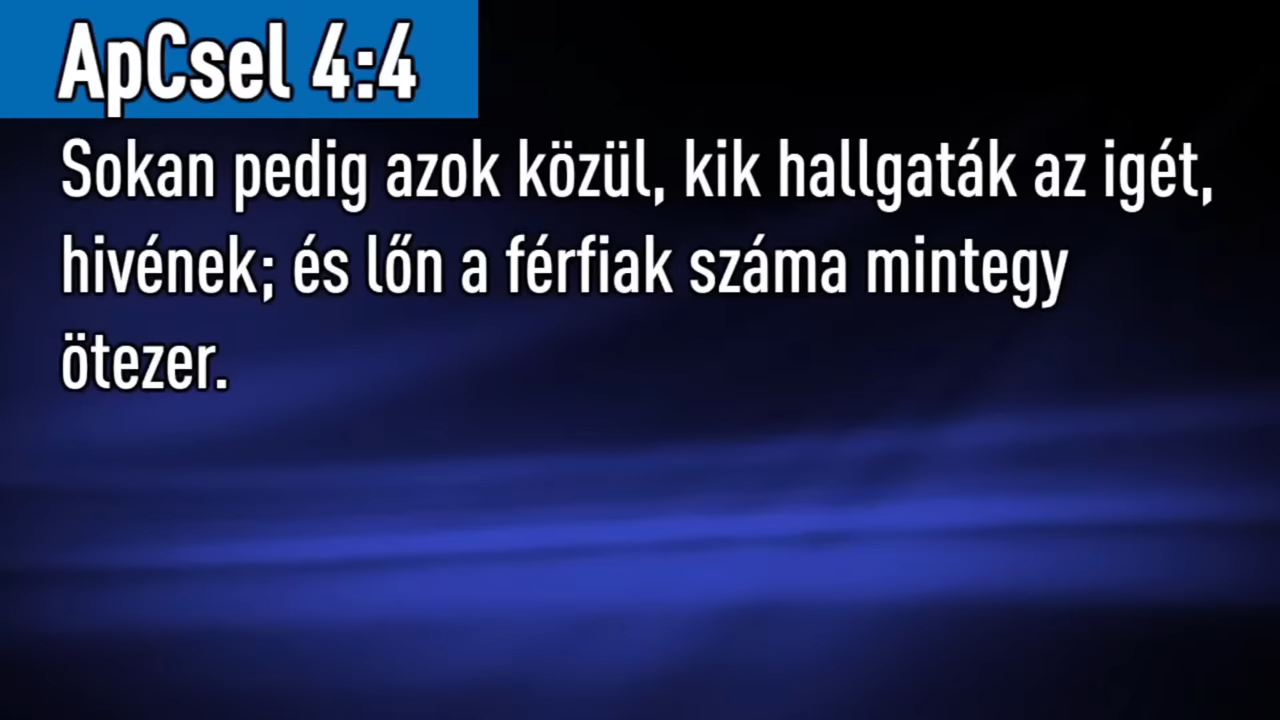 ApCsel 4:4
Sokan pedig azok közül, kik hallgaták az igét,
hivének; és lőn a férfiak száma mintegy
ötezer.